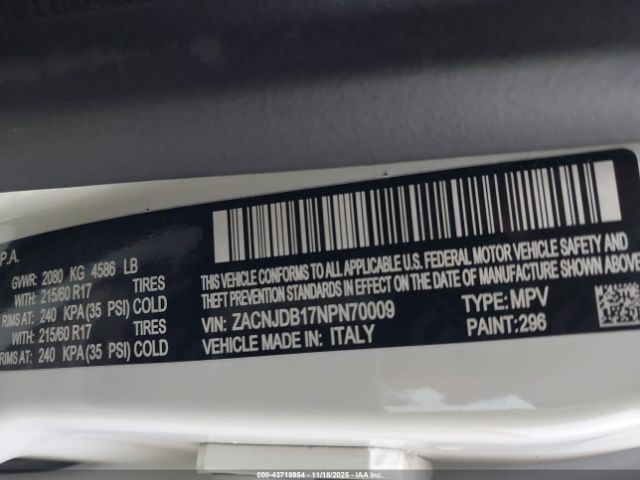 P.A.
GVWR: 2080 KG 4586 LB
WITH: 215/60 R17 TIRES
RIMS AT: 240 KPA (35 PSI) COLD
WITH: 215/60 R17 TIRES
RIMS AT: 240 KPA (35 PSI) COLD
THIS VEHICLE CONFORMS TO ALL APPLICABLE U.S. FEDERAL MOTOR VEHICLE SAFETY AND
THEFT PREVENTION STANDARDS IN EFFECT ON THE DATE OF MANUFACTURE SHOWN ABOVE.
VIN: ZACNJDB17NPN70009 TYPE: MPV
VEHICLE MADE IN: ITALY PAINT: 296
000-43718954 | 11/18/2025 - IAAI.COM